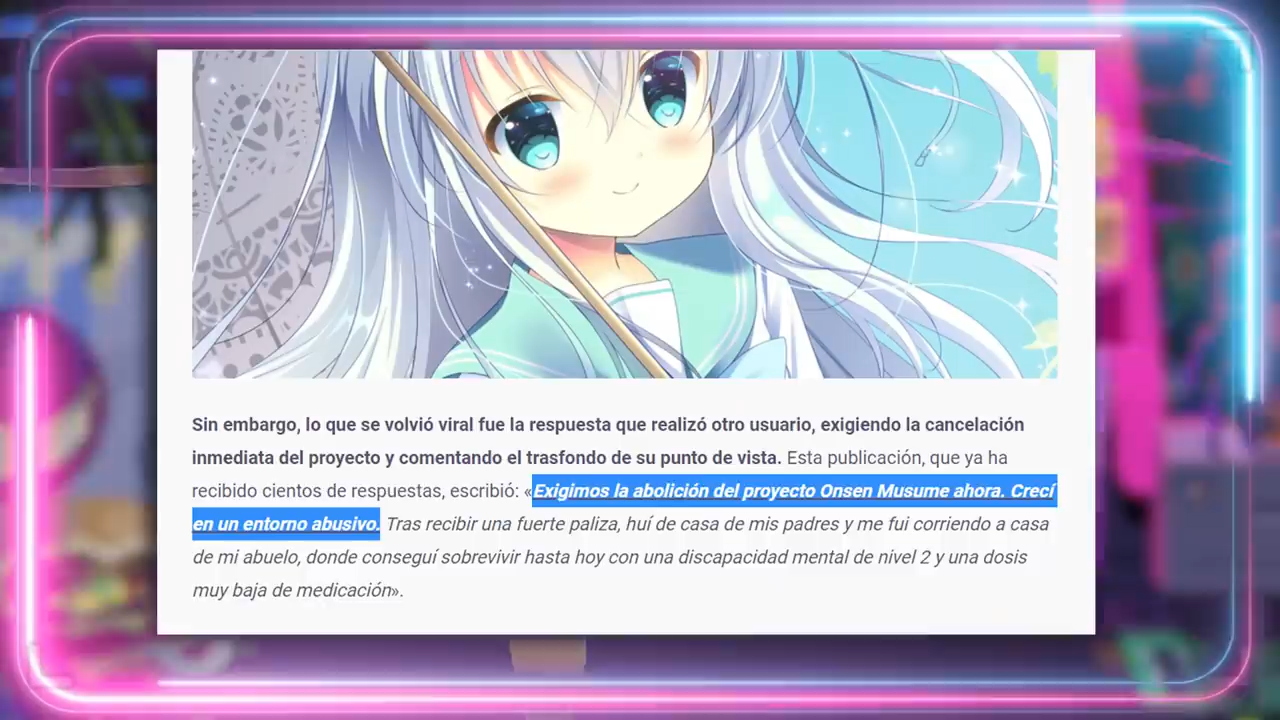 Sin embargo, lo que se volvió viral fue la respuesta que realizó otro usuario, exigiendo la cancelación
inmediata del proyecto y comentando el trasfondo de su punto de vista. Esta publicación, que ya ha
recibido cientos de respuestas, escribió: «Exigimos la abolición del proyecto Onsen Musume ahora. Crecí
en un entorno abusivo. Tras recibir una fuerte paliza, huí de casa de mis padres y me fui corriendo a casa
de mi abuelo, donde conseguí sobrevivir hasta hoy con una discapacidad mental de nivel 2 y una dosis
muy baja de medicación».